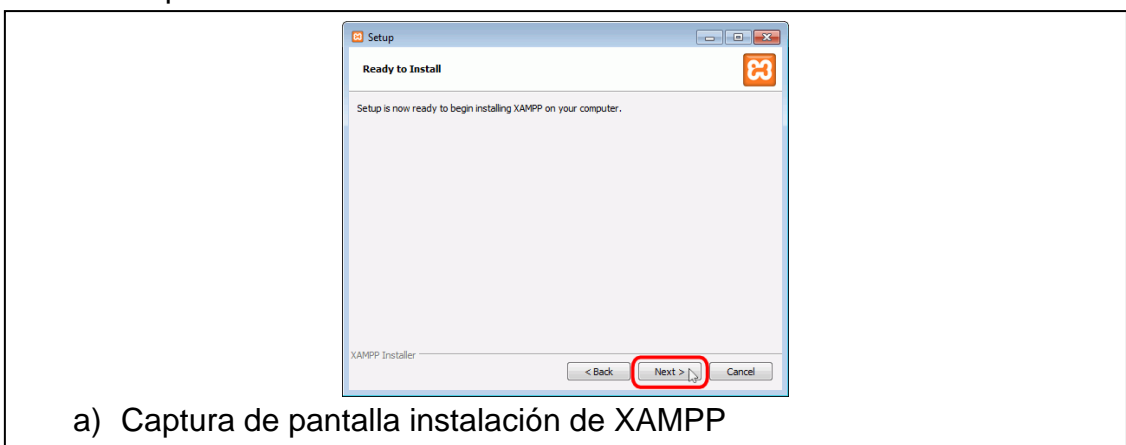 Setup
Ready to Install
Setup is now ready to begin installing XAMPP on your computer.
XAMPP Installer
< Back Next > Cancel
a) Captura de pantalla instalación de XAMPP